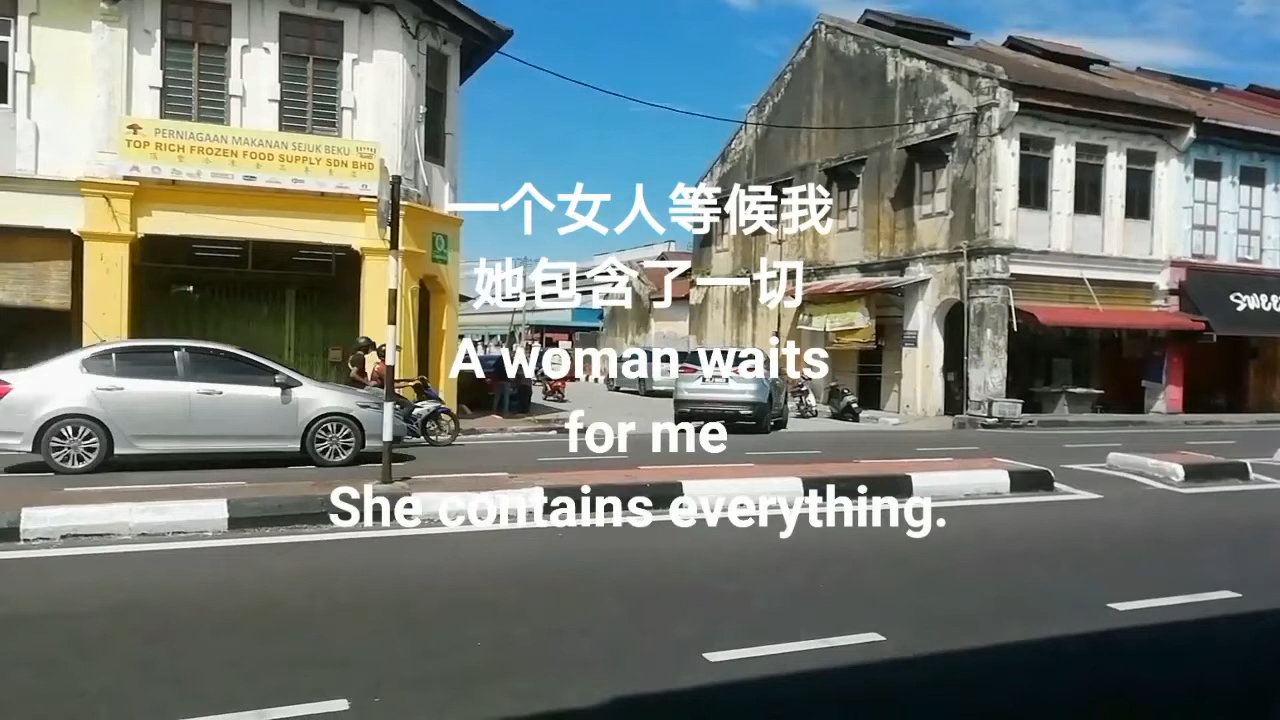 PERNIAGAAN MAKANAN SEJUK BEKU
TOP RICH FROZEN FOOD SUPPLY SDN BHD
一个女人等候我
她包含了一切
A woman waits
for me
She contains everything.